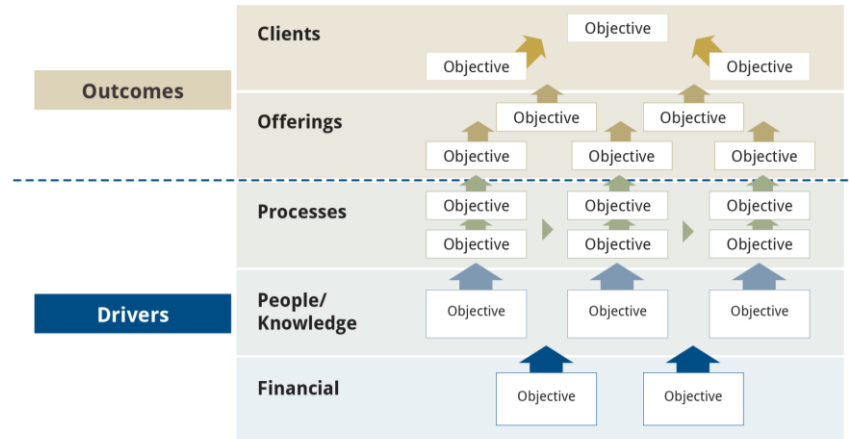 Clients
Objective
Objective
Objective
Outcomes
Offerings
Objective
Objective
Objective
Objective
Objective
Processes
Objective
Objective
Objective
Objective
Objective
Objective
Drivers
People/
Knowledge
Objective
Objective
Objective
Financial
Objective
Objective